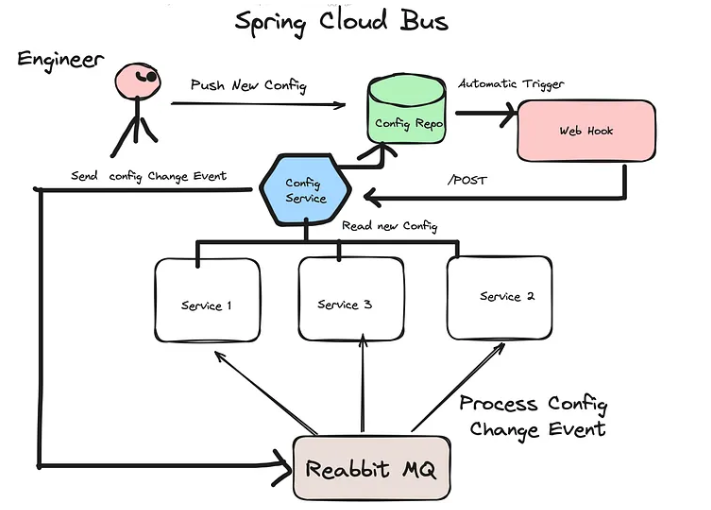 Spring Cloud Bus
Engineer
Push New Config
Automatic Trigger
Config Repo
Web Hook
Send config Change Event
Config
Service
/POST
Read new Config
Service 1
Service 3
Service 2
Process Config
Change Event
Reabbit MQ